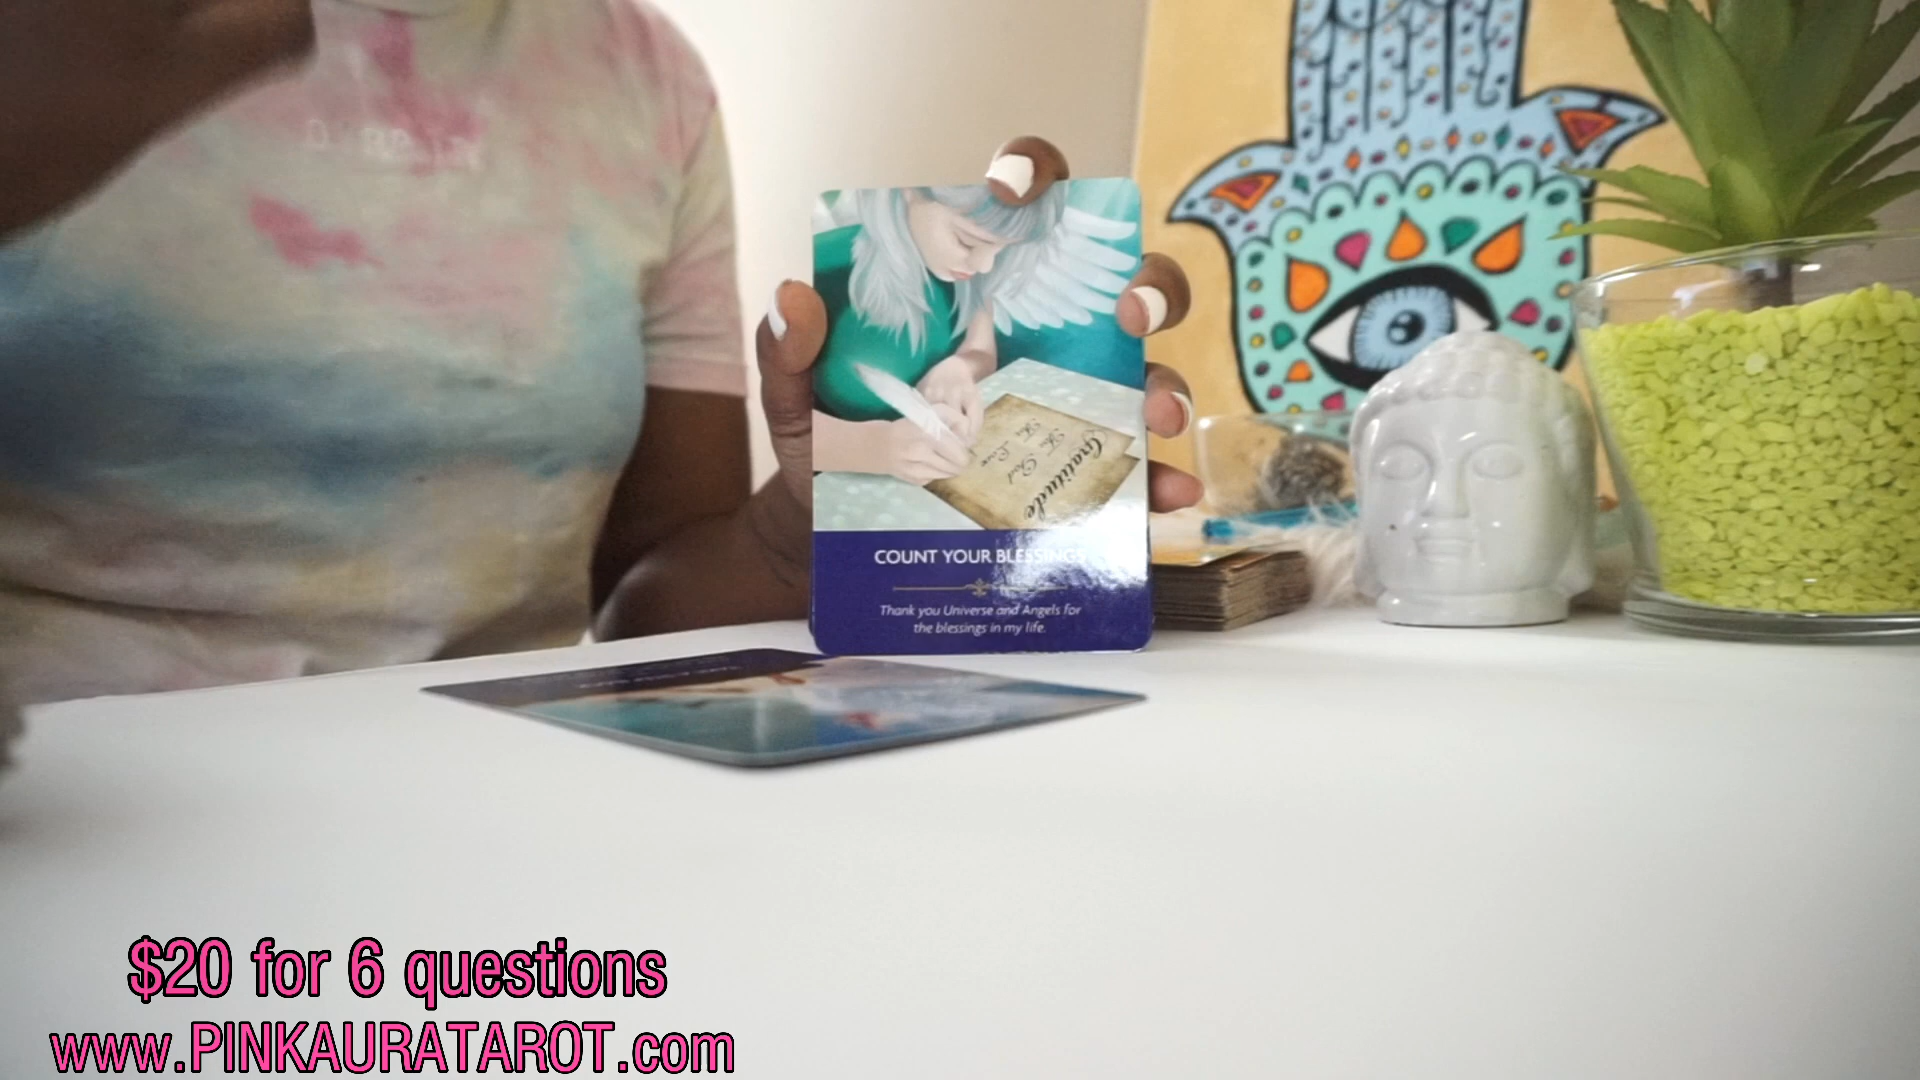 Gratitude
COUNT YOUR BLESSINGS
Thank you Universe and Angels for
the blessings in my life.
$20 for 6 questions
www.PINKAURATAROT.com